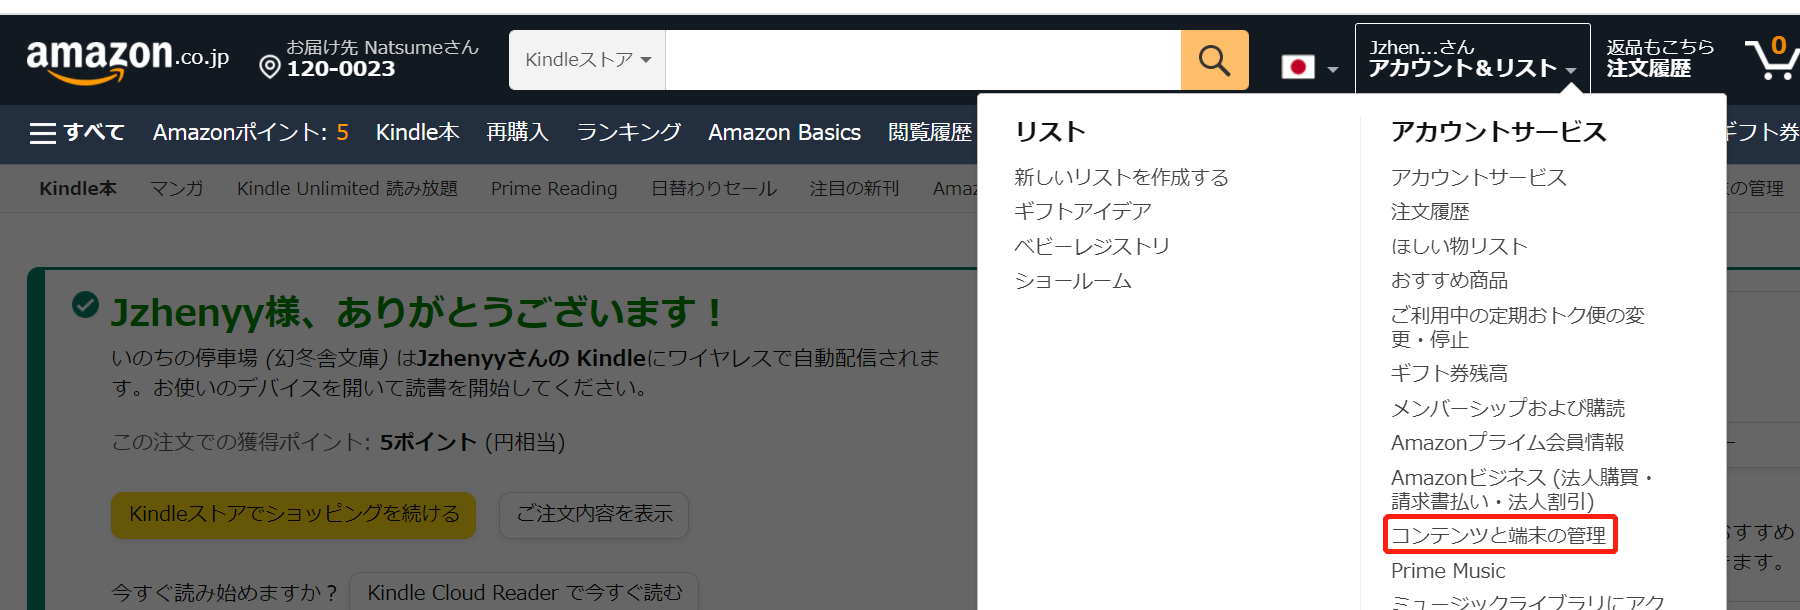 amazon.co.jp
お届け先 Natsumeさん
120-0023
Kindleストア
Jzhen...さん
アカウント&リスト
返品もこちら
注文履歴
0
すべて
Amazonポイント: 5
Kindle本
再購入
ランキング
Amazon Basics
閲覧履歴
ギフト券
Kindle本
マンガ
Kindle Unlimited 読み放題
Prime Reading
日替わりセール
注目の新刊
Amaz
の管理
Jzhenyy様、ありがとうございます！
いのちの停車場 (幻冬舎文庫) はJzhenyyさんの Kindleにワイヤレスで自動配信されま
す。お使いのデバイスを開いて読書を開始してください。
この注文での獲得ポイント: 5ポイント (円相当)
Kindleストアでショッピングを続ける
ご注文内容を表示
今すぐ読み始めますか？
Kindle Cloud Reader で今すぐ読む
リスト
新しいリストを作成する
ギフトアイデア
ベビーレジストリ
ショールーム
アカウントサービス
アカウントサービス
注文履歴
ほしい物リスト
おすすめ商品
ご利用中の定期おトク便の変
更・停止
ギフト券残高
メンバーシップおよび購読
Amazonプライム会員情報
Amazonビジネス (法人購買・
請求書払い・法人割引)
コンテンツと端末の管理
Prime Music
ミュージックライブラリにアク
おすすめ
きます。